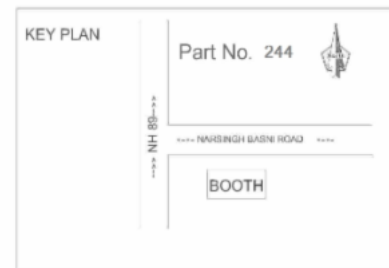 KEY PLAN
Part No. 244
<--- NH 89 --->
<--- NARSINGH BASNI ROAD --->
BOOTH